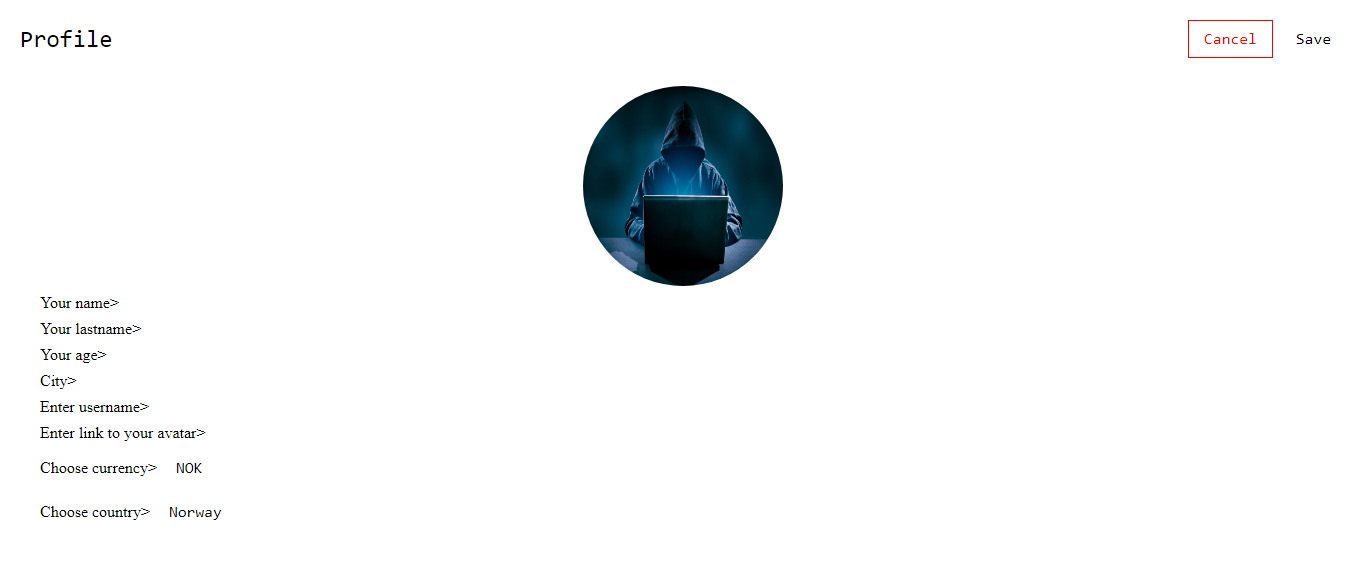 Profile
Cancel Save
Your name>
Your lastname>
Your age>
City>
Enter username>
Enter link to your avatar>
Choose currency> NOK
Choose country> Norway